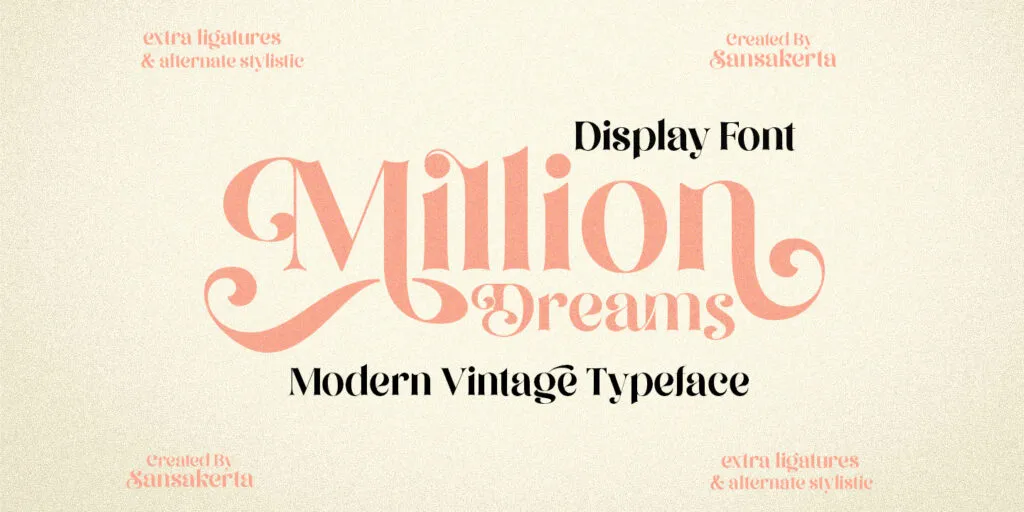 extra ligatures
& alternate stylistic
Created By
Sansakerta
Display Font
Million
Dreams
Modern Vintage Typeface
Created By
Sansakerta
extra ligatures
& alternate stylistic